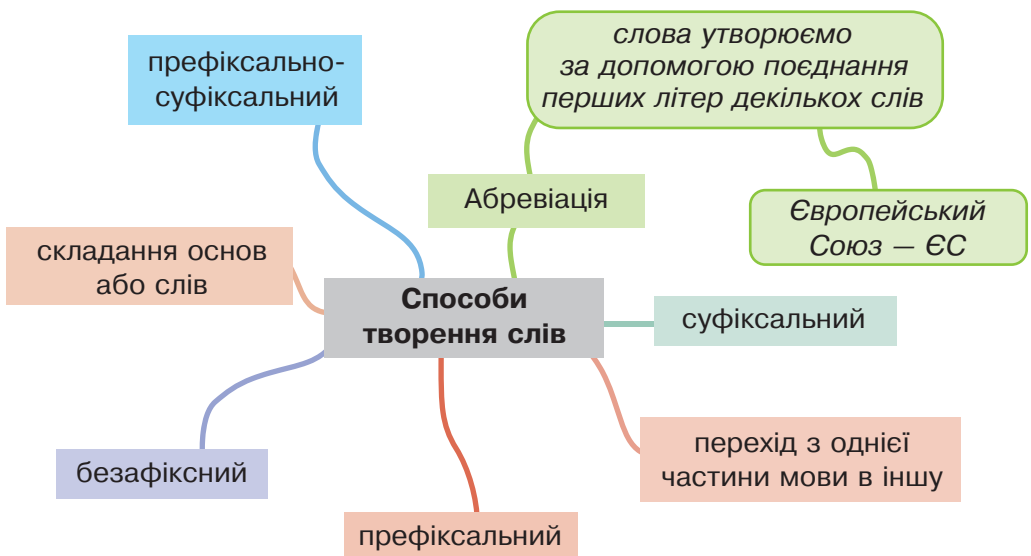 слова утворюємо
за допомогою поєднання
перших літер декількох слів
префіксально-
суфіксальний
Абревіація
Європейський
Союз — ЄС
складання основ
або слів
Способи
творення слів
суфіксальний
безафіксний
перехід з однієї
частини мови в іншу
префіксальний